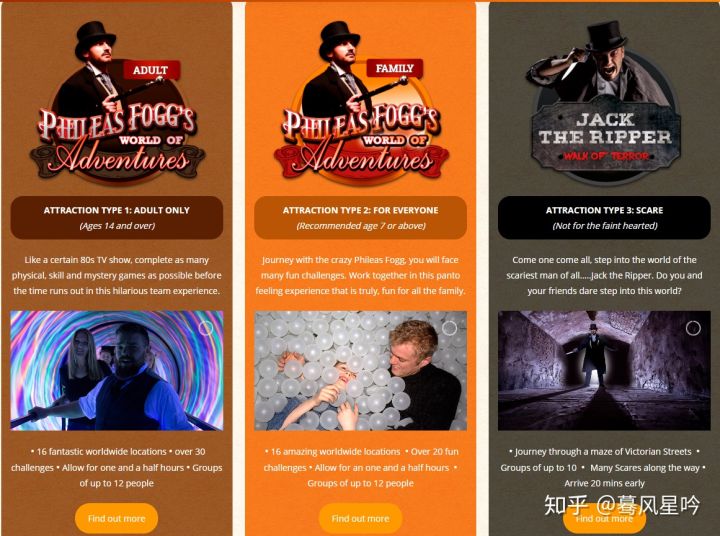 ADULT
PHILEAS FOGG'S
WORLD OF
Adventures
ATTRACTION TYPE 1: ADULT ONLY
(Ages 14 and over)
Like a certain 80s TV show, complete as many
physical, skill and mystery games as possible before
the time runs out in this hilarious team experience.
• 16 fantastic worldwide locations • over 30
challenges • Allow for one and a half hours • Groups
of up to 12 people
Find out more
FAMILY
PHILEAS FOGG'S
WORLD OF
Adventures
ATTRACTION TYPE 2: FOR EVERYONE
(Recommended age 7 or above)
Journey with the crazy Phileas Fogg, you will face
many fun challenges. Work together in this panto
feeling experience that is truly, fun for all the family.
• 16 amazing worldwide locations • Over 20 fun
challenges • Allow for an one and a half hours •
Groups of up to 12 people
Find out more
JACK
THE RIPPER
WALK OF TERROR
ATTRACTION TYPE 3: SCARE
(Not for the faint hearted)
Come one come all, step into the world of the
scariest man of all.....Jack the Ripper. Do you and
your friends dare step into this world?
• Journey through a maze of Victorian Streets •
Groups of up to 10 • Many Scares along the way •
Arrive 20 mins early
Find out more
知乎 @蓦风星吟